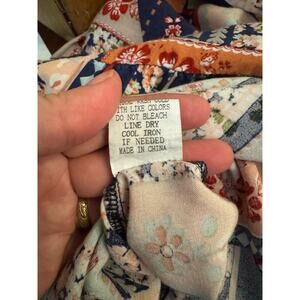 WITH LIKE COLORS
DO NOT BLEACH
LINE DRY
COOL IRON
IF NEEDED
MADE IN CHINA